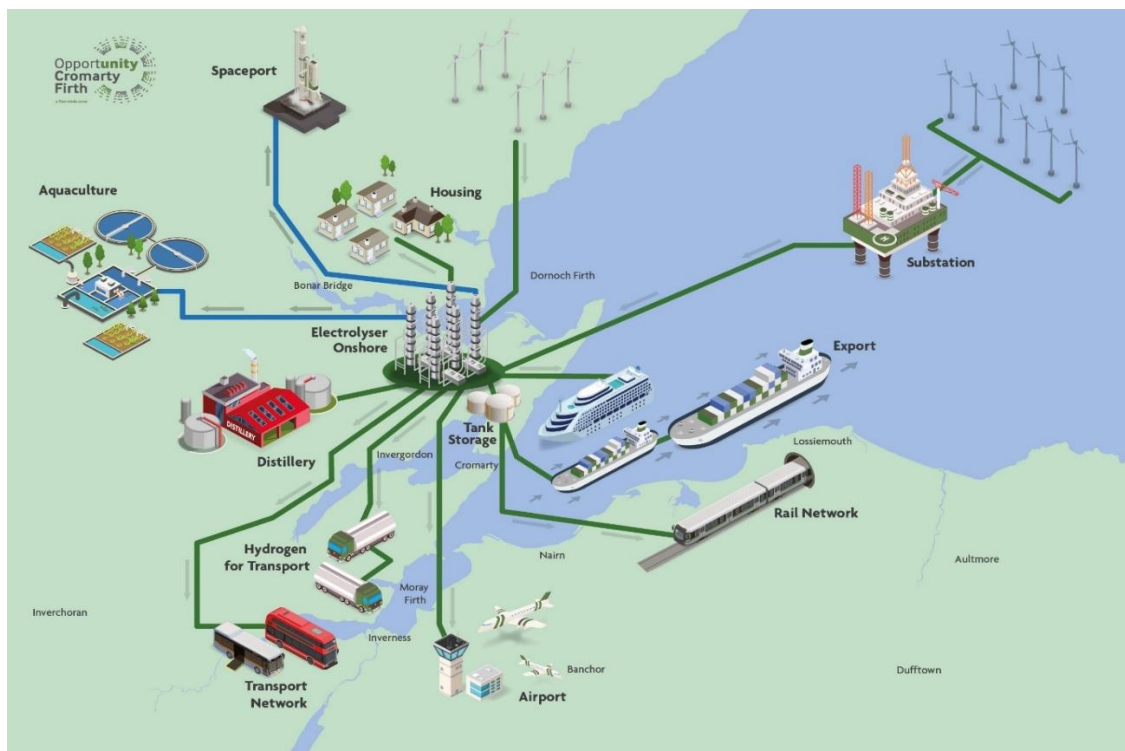 Opportunity
Cromarty
Firth
Spaceport
Aquaculture
Housing
Substation
Dornoch Firth
Bonar Bridge
Electrolyser
Onshore
Export
Tank
Storage
Lossiemouth
DISTILLERY
Distillery
Invergordon
Cromarty
Rail Network
Hydrogen
for Transport
Nairn
Aultmore
Moray
Firth
Inverchoran
Inverness
Banchor
Dufftown
Transport
Network
Airport
H